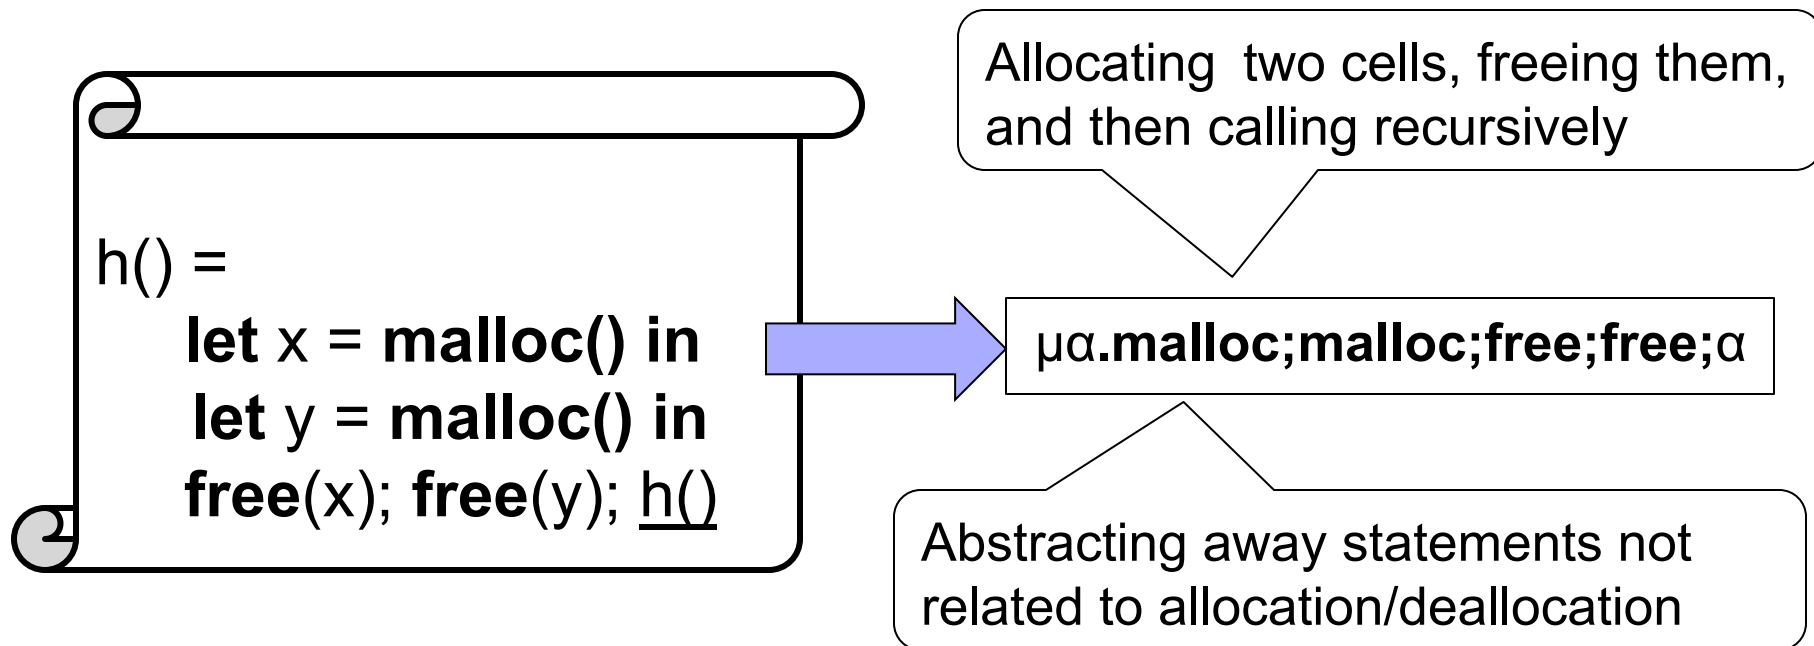 Allocating two cells, freeing them,
and then calling recursively
h() =
let x = malloc() in
let y = malloc() in
free(x); free(y); h()
μα.malloc;malloc;free;free;α
Abstracting away statements not
related to allocation/deallocation